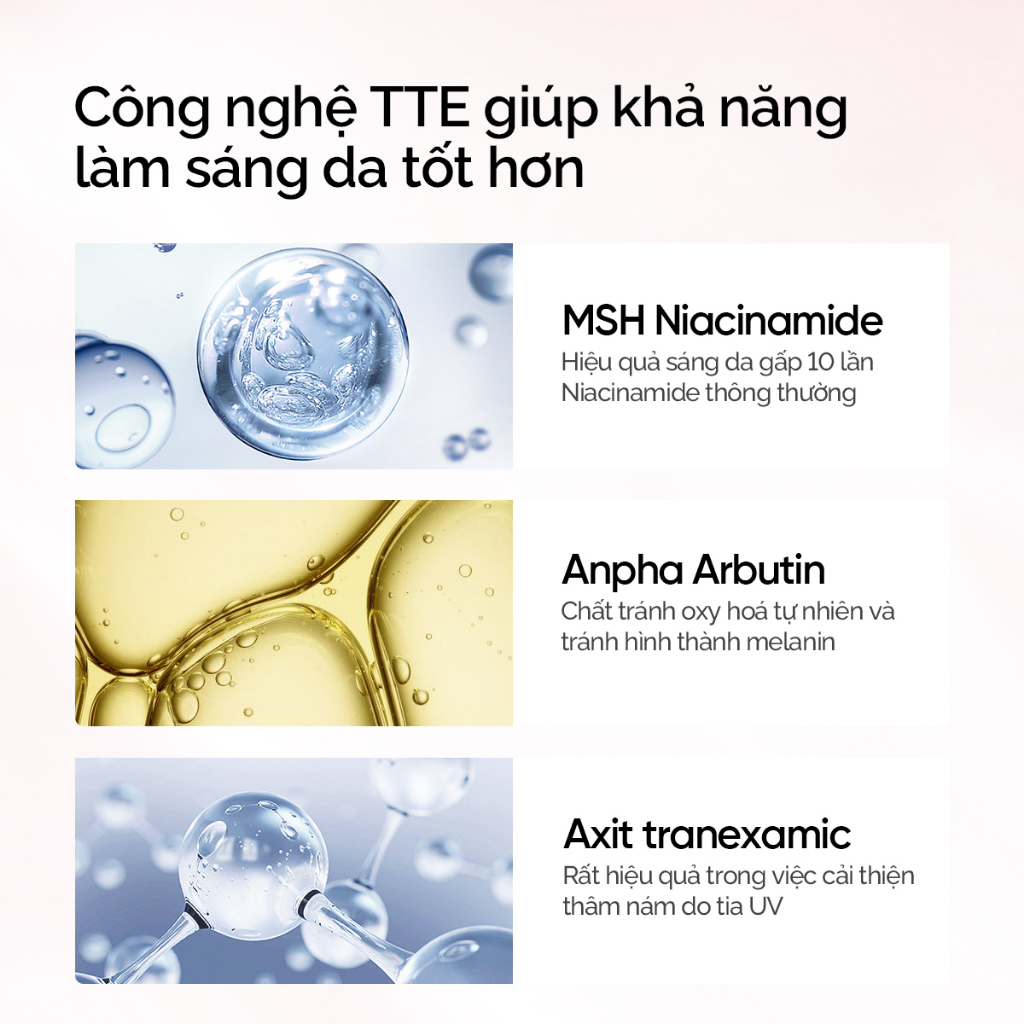 Công nghệ TTE giúp khả năng
làm sáng da tốt hơn
MSH Niacinamide
Hiệu quả sáng da gấp 10 lần
Niacinamide thông thường
Anpha Arbutin
Chất tránh oxy hoá tự nhiên và
tránh hình thành melanin
Axit tranexamic
Rất hiệu quả trong việc cải thiện
thâm nám do tia UV